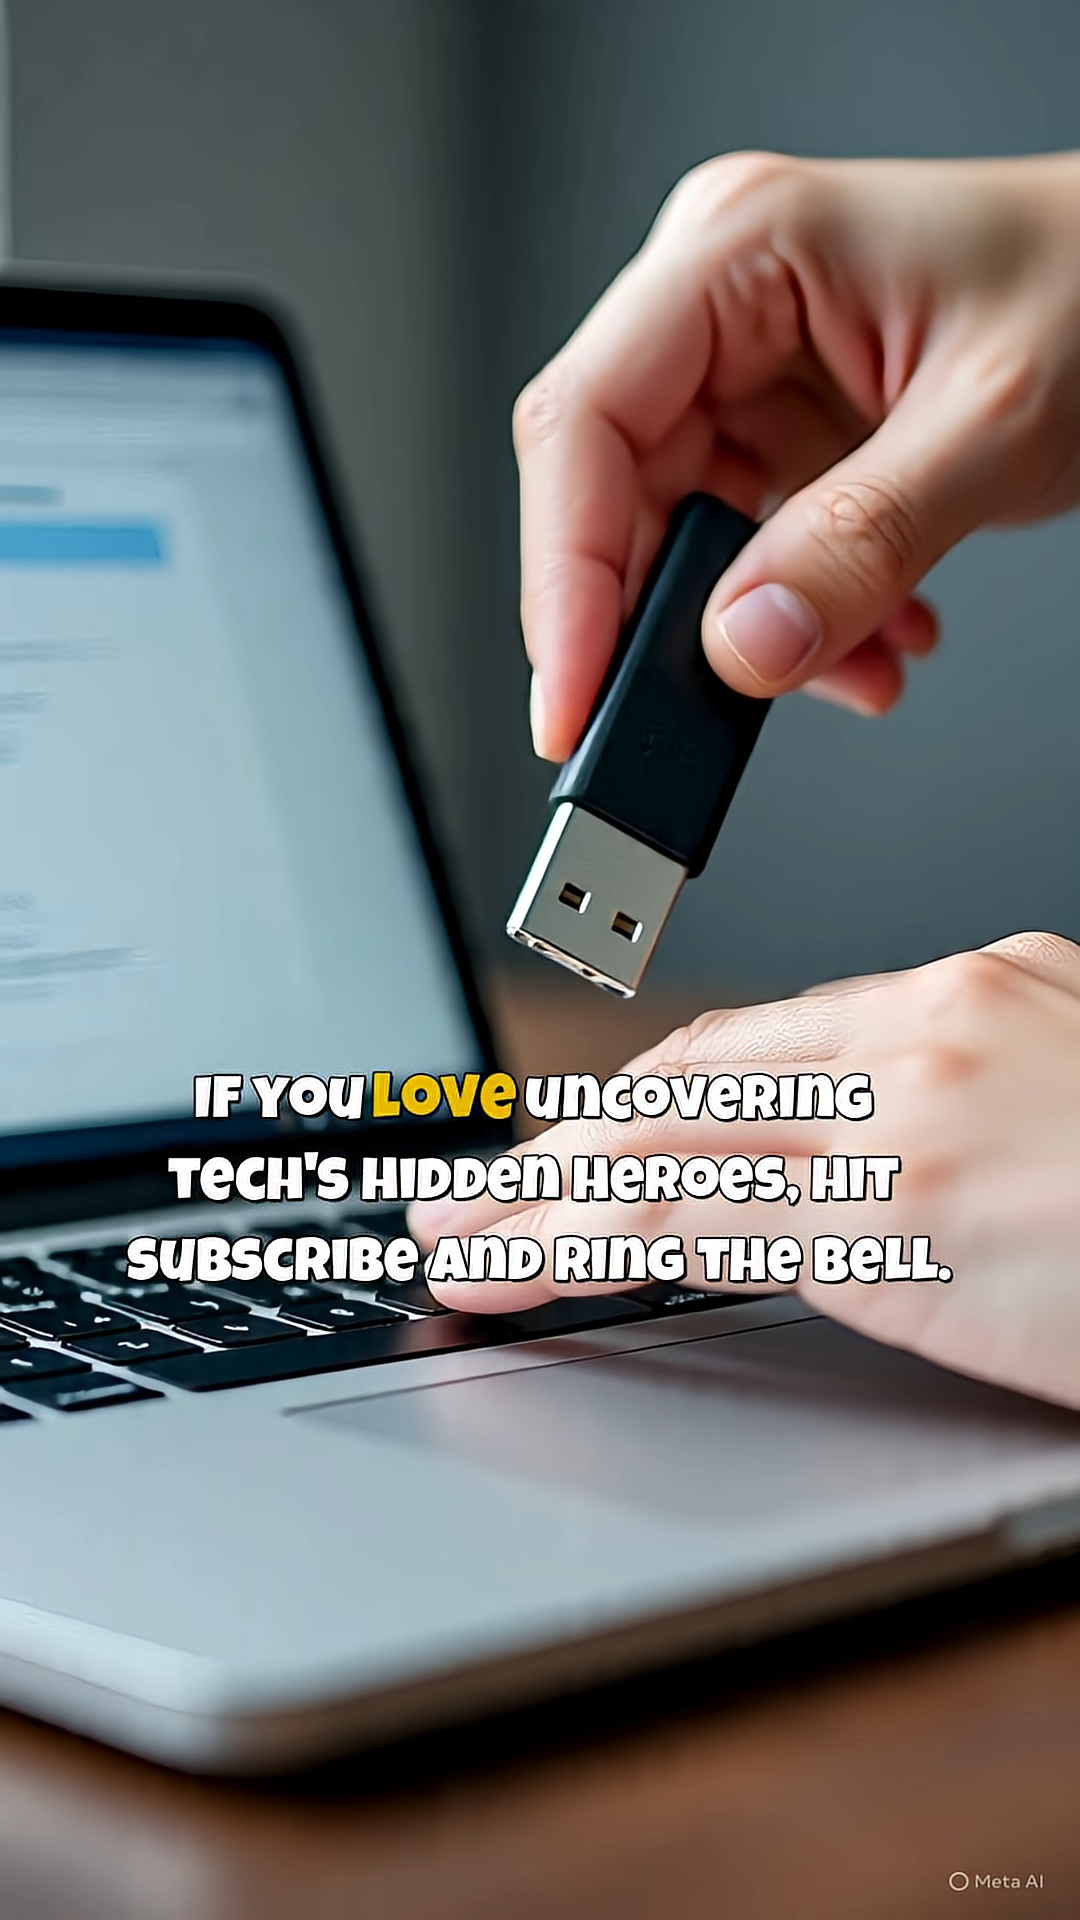 IF YOU LOVE UNCOVERING
TECH'S HIDDEN HEROES, HIT
SUBSCRIBE AND RING THE BELL.
Meta AI